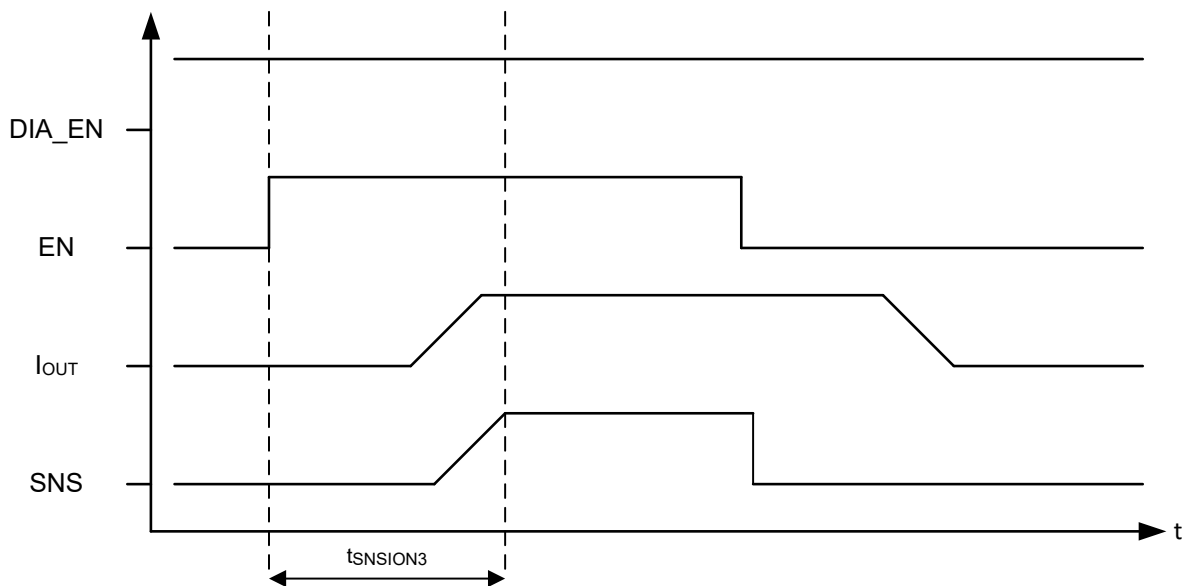 DIA_EN
EN
IOUT
SNS
t
tSNSION3